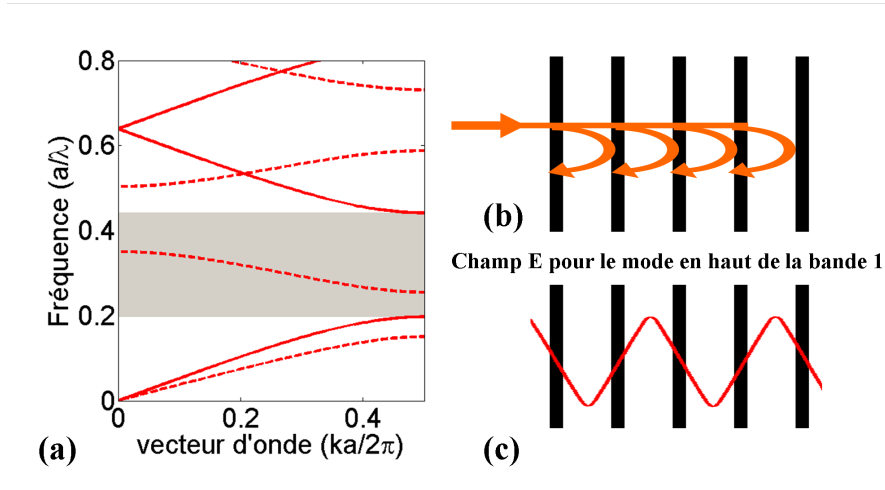 0.8
0.6
0.4
0.2
0
Fréquence (a/λ)
0
0.2
0.4
vecteur d'onde (ka/2π)
(a)
(b)
Champ E pour le mode en haut de la bande 1
(c)